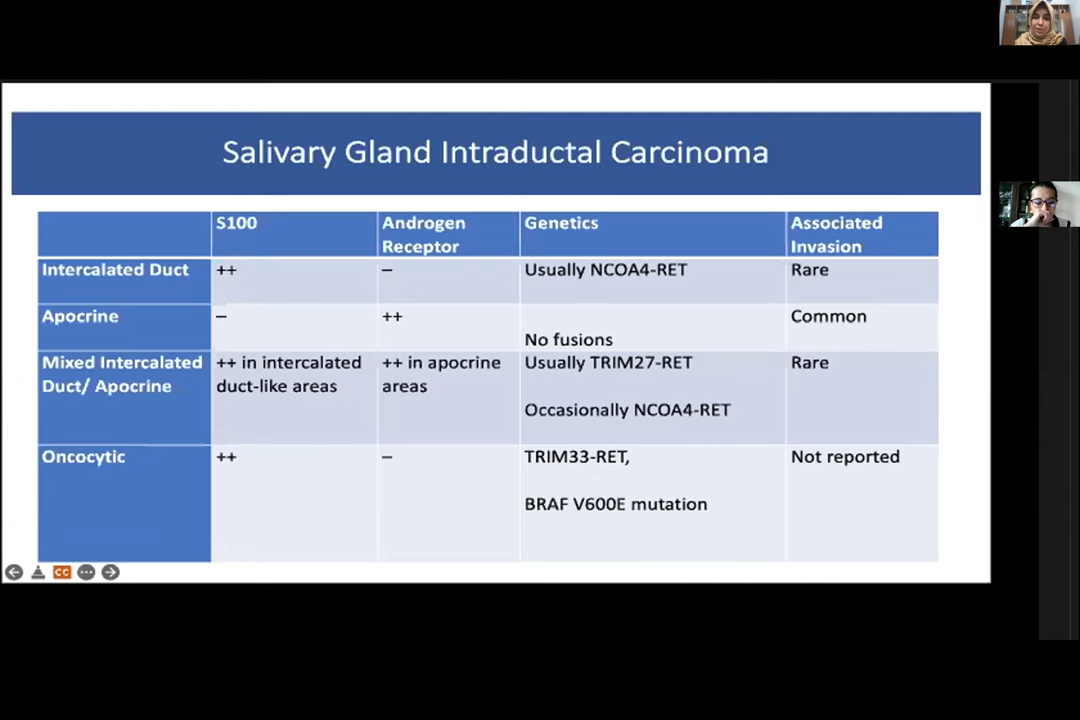 Salivary Gland Intraductal Carcinoma
S100
Androgen Receptor
Genetics
Associated Invasion
Intercalated Duct
++
–
Usually NCOA4-RET
Rare
Apocrine
–
++
No fusions
Common
Mixed Intercalated
Duct/ Apocrine
++ in intercalated
duct-like areas
++ in apocrine
areas
Usually TRIM27-RET
Occasionally NCOA4-RET
Rare
Oncocytic
++
–
TRIM33-RET,
BRAF V600E mutation
Not reported
CC